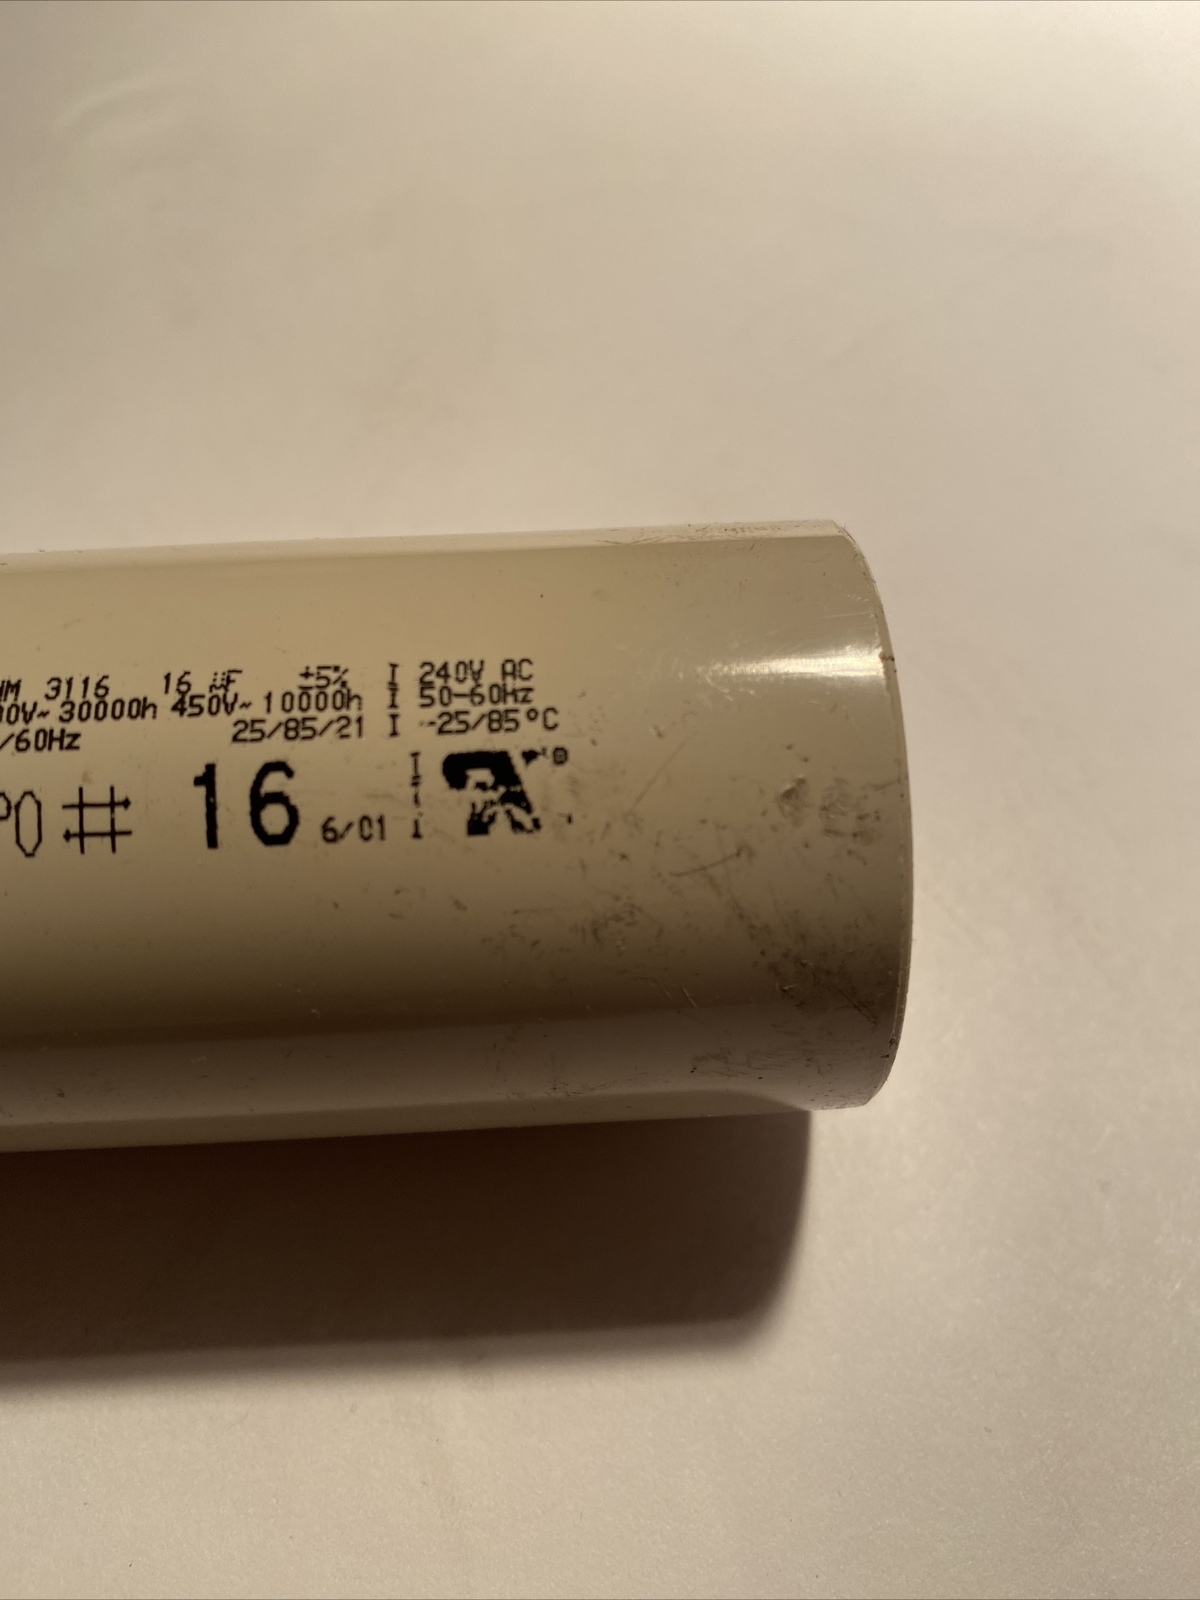 3116 16 µF ±5% I 240V AC
0V~ 30000h 450V~ 10000h I 50-60Hz
/60Hz 25/85/21 I -25/85°C
PO # 16 6/01